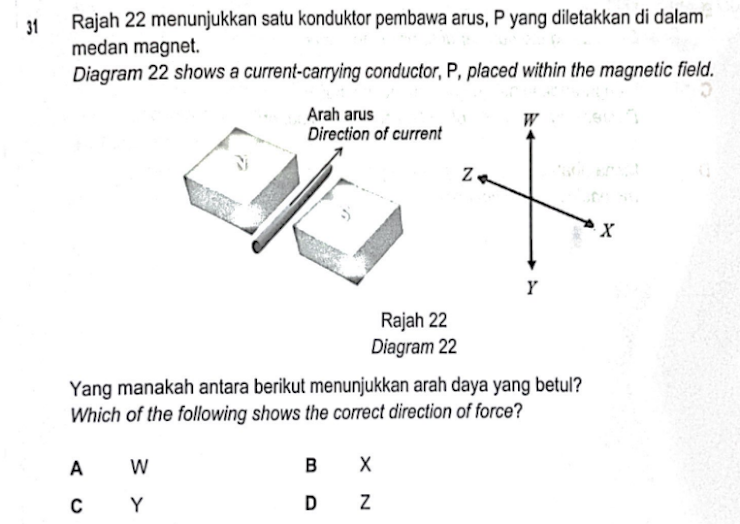 31 Rajah 22 menunjukkan satu konduktor pembawa arus, P yang diletakkan di dalam
medan magnet.
Diagram 22 shows a current-carrying conductor, P, placed within the magnetic field.
Arah arus
Direction of current
N
S
W
Z
X
Y
Rajah 22
Diagram 22
Yang manakah antara berikut menunjukkan arah daya yang betul?
Which of the following shows the correct direction of force?
A W B X
C Y D Z